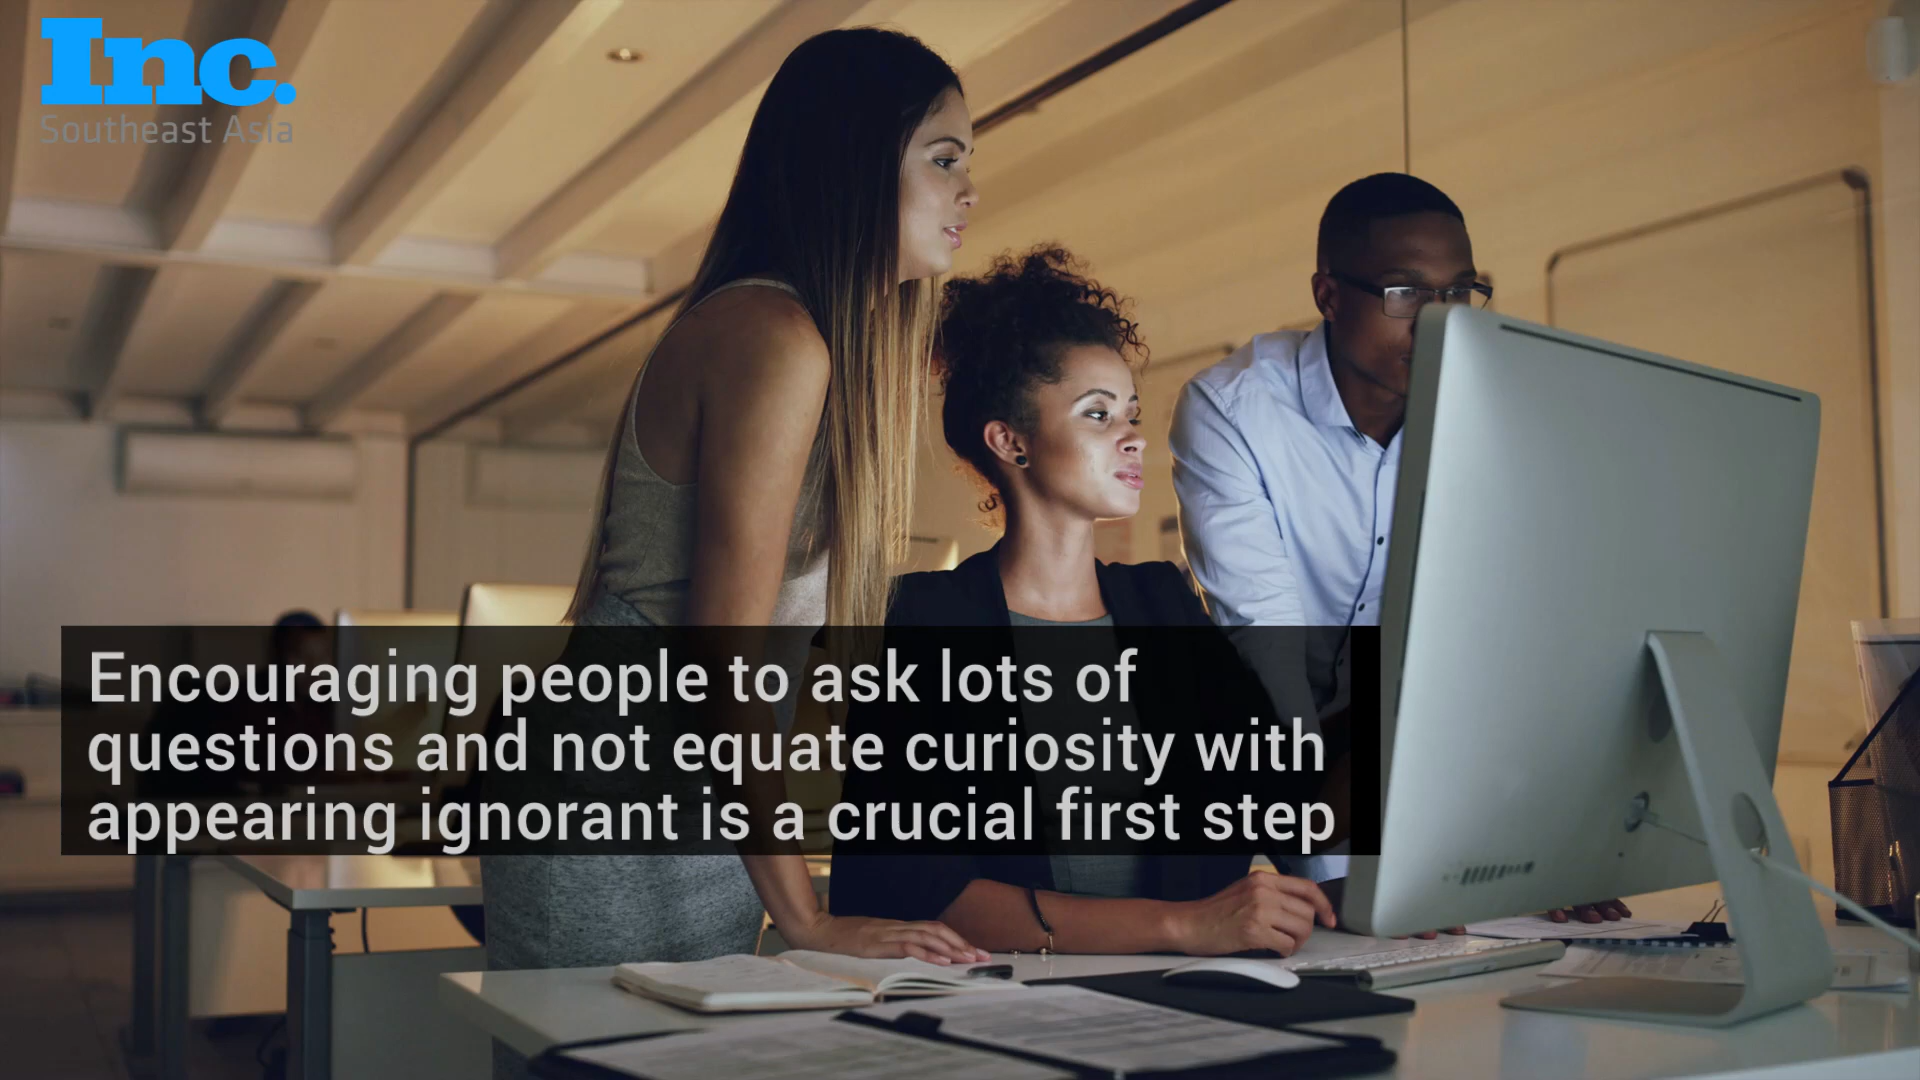 Inc.
Southeast Asia
Encouraging people to ask lots of
questions and not equate curiosity with
appearing ignorant is a crucial first step